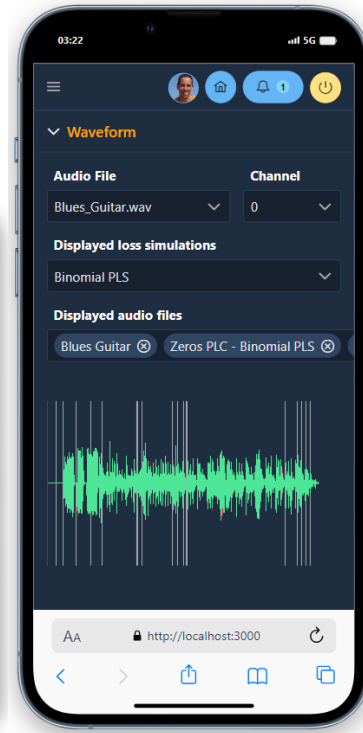 03:22 5G
1
Waveform
Audio File Channel
Blues_Guitar.wav 0
Displayed loss simulations
Binomial PLS
Displayed audio files
Blues Guitar Zeros PLC - Binomial PLS
AA http://localhost:3000